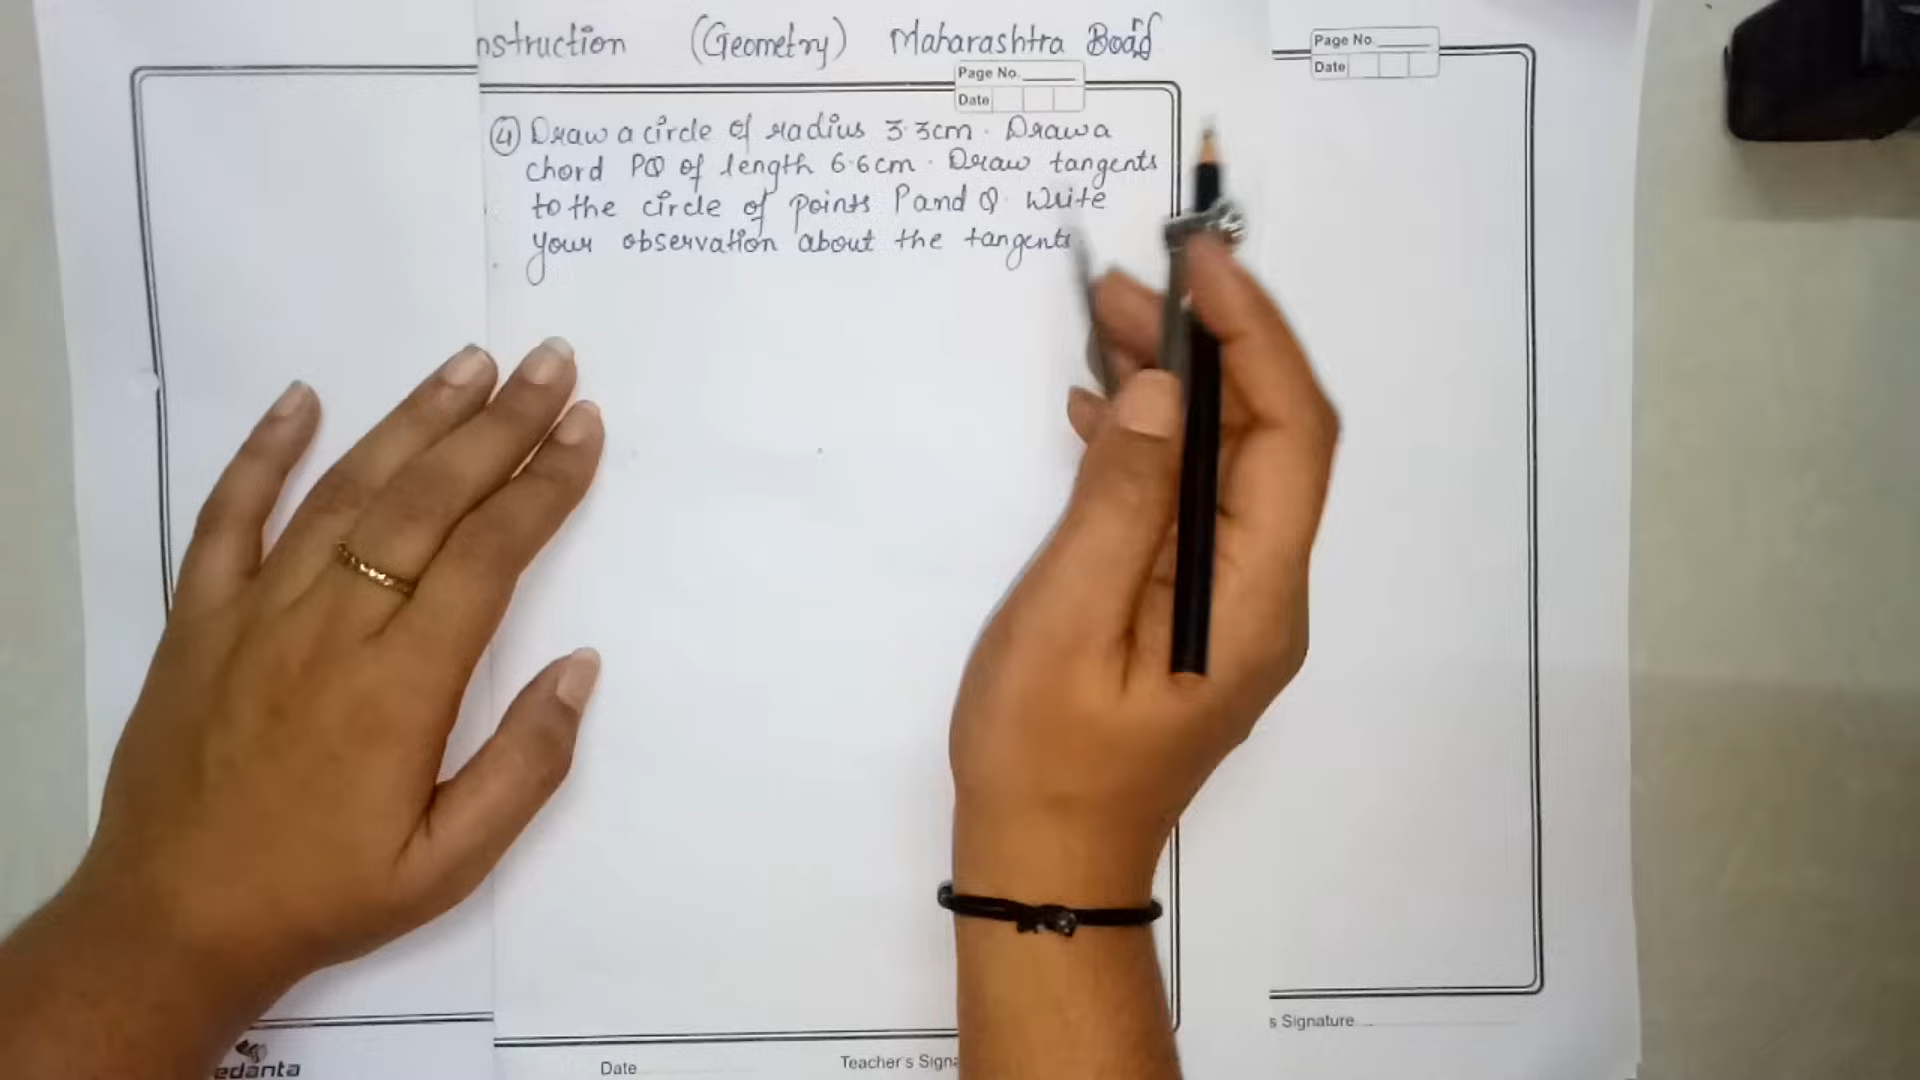 nstruction (Geometry) Maharashtra Board
Page No.
Date
Page No.
Date
④ Draw a circle of radius 3.3cm. Draw a
chord PQ of length 6.6cm. Draw tangents
to the circle of points P and Q. Write
your observation about the tangents.
s Signature
edanta
Date
Teacher's Signa